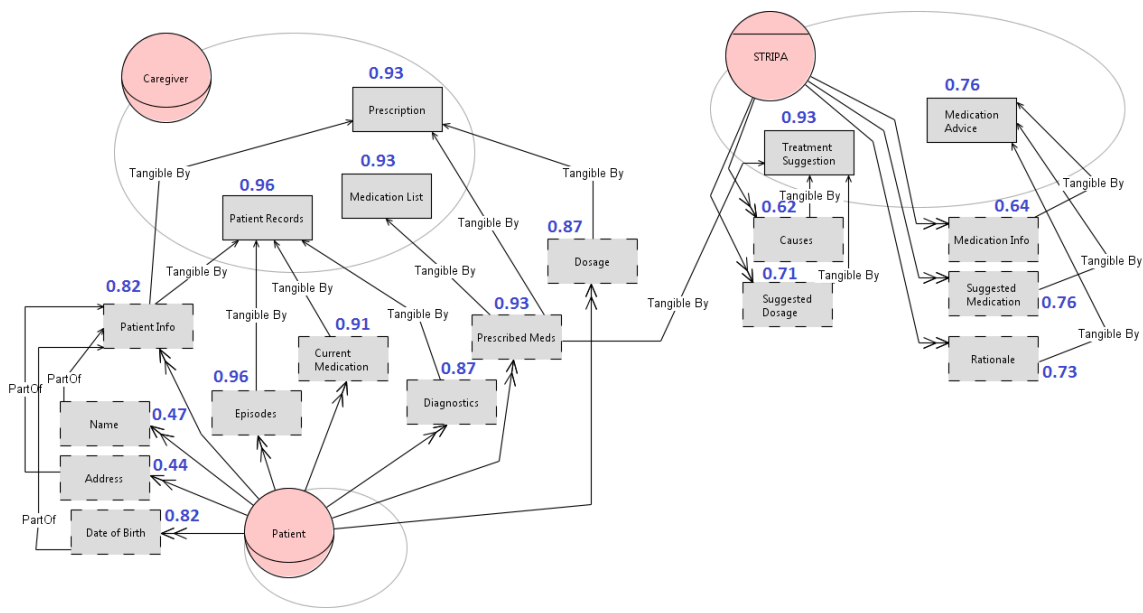 STRIPA
Caregiver
0.93
Prescription
0.76
Medication
Advice
0.93
Treatment
Suggestion
Tangible By
0.93
Medication List
Tangible By
0.96
Patient Records
Tangible By
Tangible By
Tangible By
0.62
Causes
0.64
Medication Info
0.87
Dosage
Tangible By
Tangible By
Tangible By
0.71
Suggested
Dosage
Tangible By
Suggested
Medication
0.76
0.82
Patient Info
Tangible By
Tangible By
Tangible By
0.93
Prescribed Meds
Tangible By
0.91
Current
Medication
Rationale
0.73
PartOf
PartOf
0.96
Episodes
0.87
Diagnostics
0.47
Name
0.44
Address
PartOf
0.82
Date of Birth
Patient